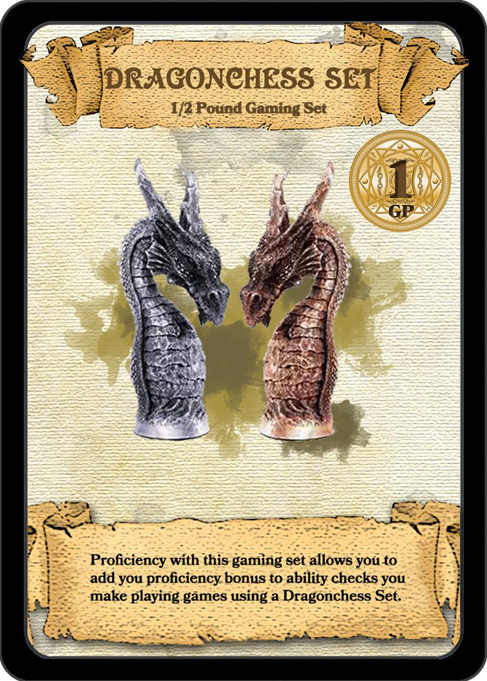 DRAGONCHESS SET
1/2 Pound Gaming Set
1
GP
Proficiency with this gaming set allows you to
add you proficiency bonus to ability checks you
make playing games using a Dragonchess Set.